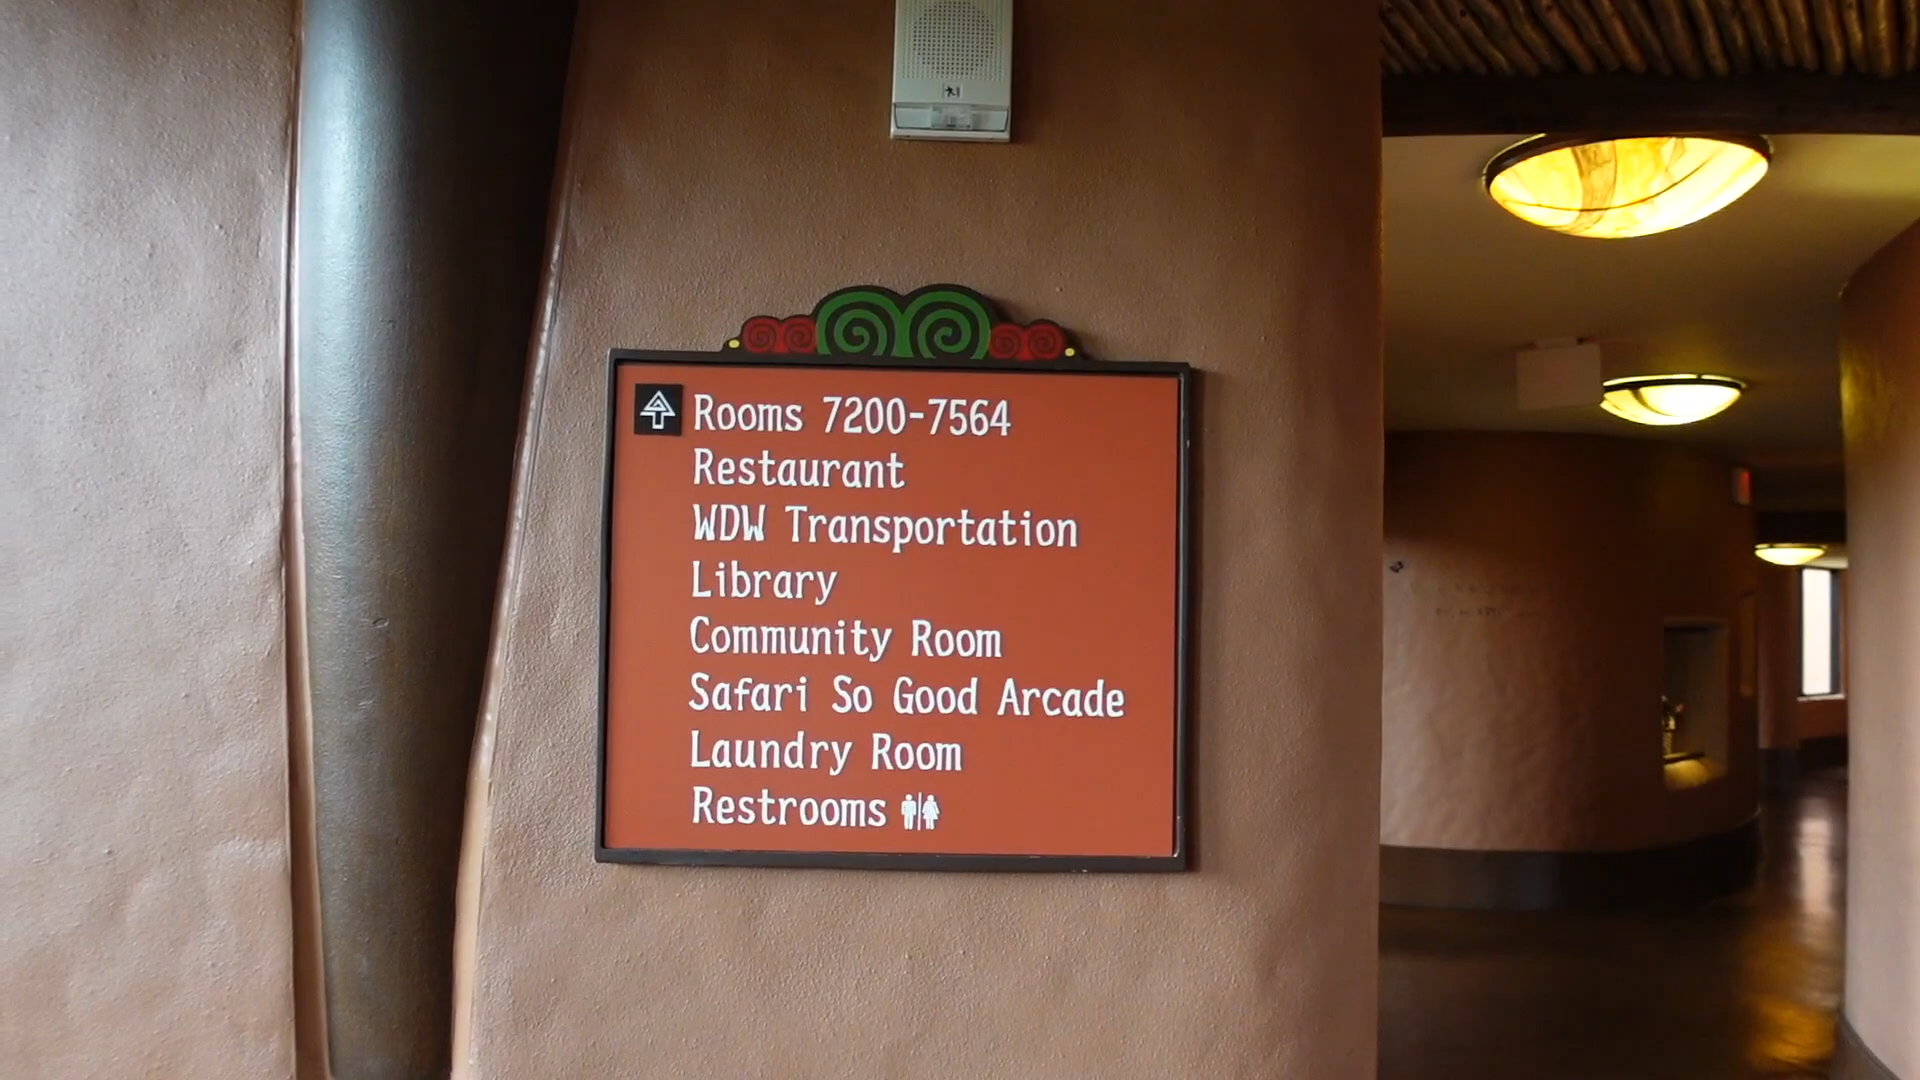 Rooms 7200-7564
Restaurant
WDW Transportation
Library
Community Room
Safari So Good Arcade
Laundry Room
Restrooms